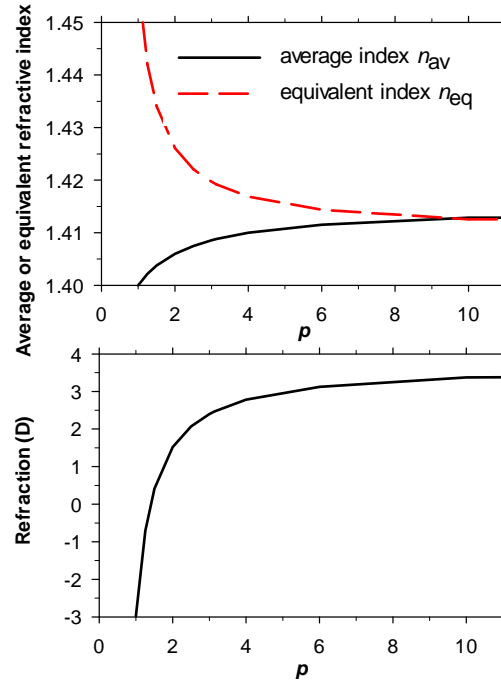 Average or equivalent refractive index
1.45
1.44
1.43
1.42
1.41
1.40
average index nav
equivalent index neq
0 2 4 6 8 10
p
Refraction (D)
4
3
2
1
0
-1
-2
-3
0 2 4 6 8 10
p